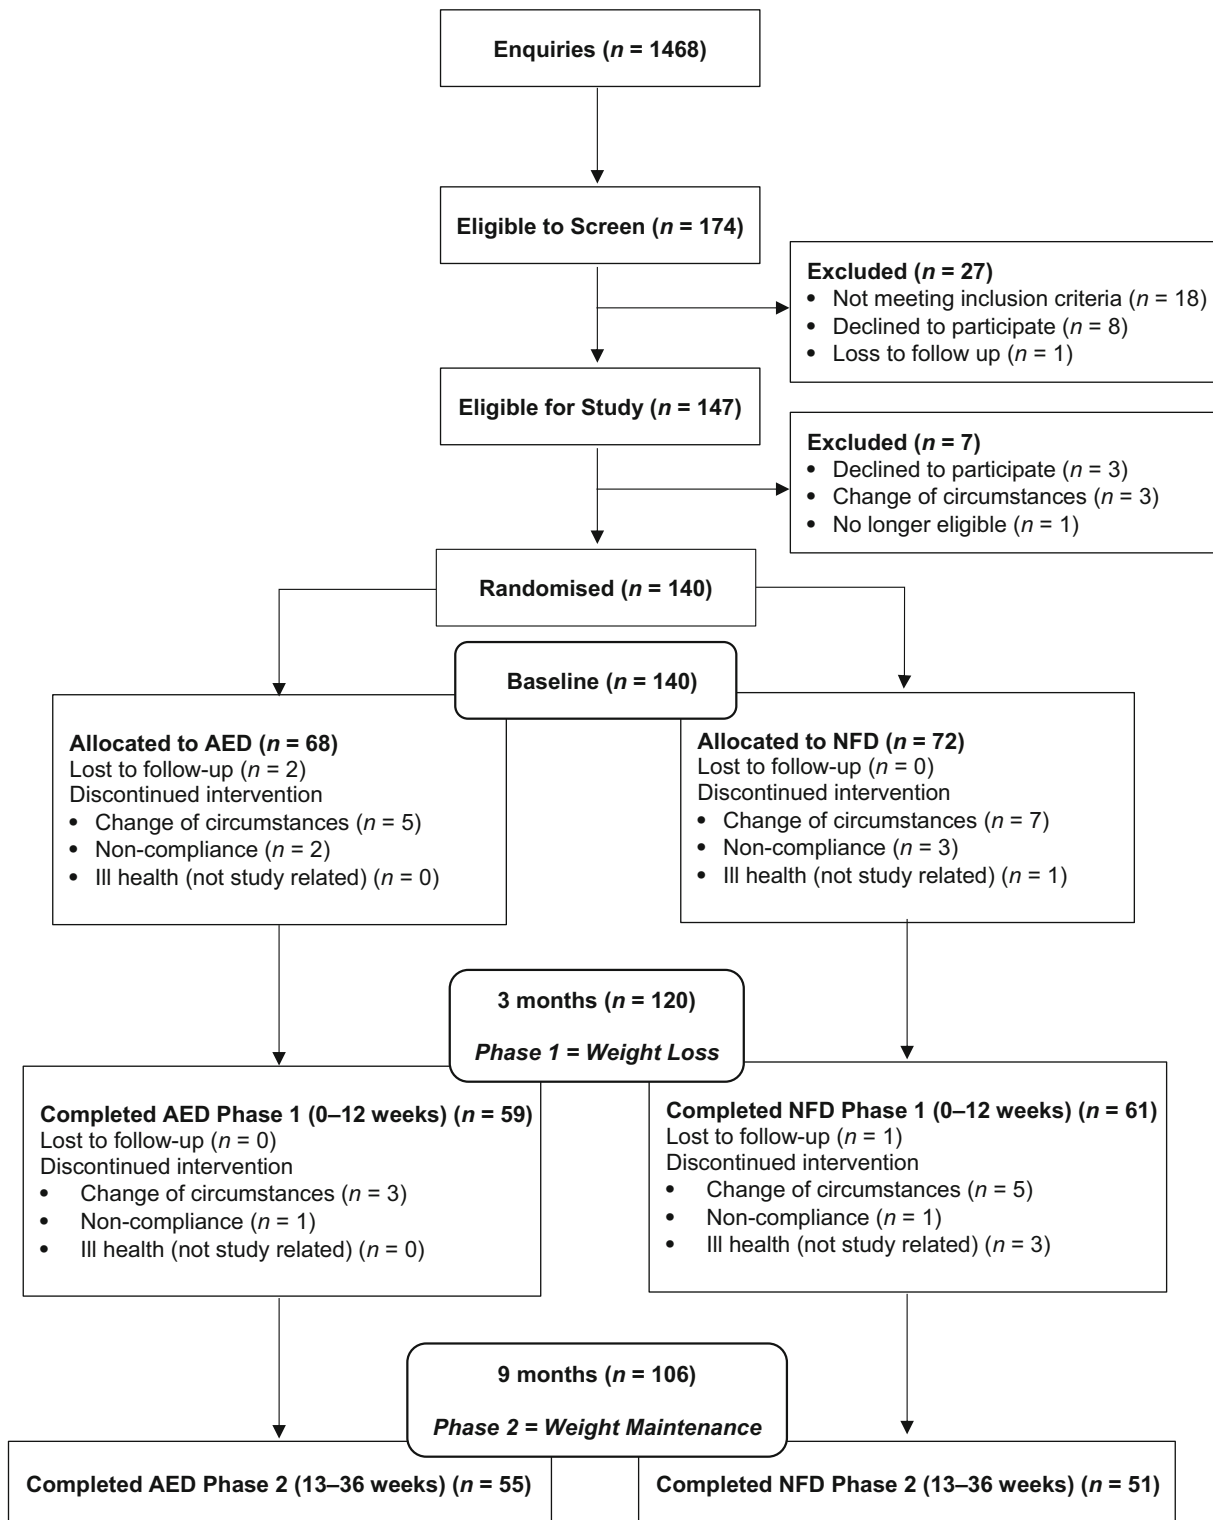 Enquiries (n = 1468)
Eligible to Screen (n = 174)
Excluded (n = 27)
• Not meeting inclusion criteria (n = 18)
• Declined to participate (n = 8)
• Loss to follow up (n = 1)
Eligible for Study (n = 147)
Excluded (n = 7)
• Declined to participate (n = 3)
• Change of circumstances (n = 3)
• No longer eligible (n = 1)
Randomised (n = 140)
Baseline (n = 140)
Allocated to AED (n = 68)
Lost to follow-up (n = 2)
Discontinued intervention
• Change of circumstances (n = 5)
• Non-compliance (n = 2)
• Ill health (not study related) (n = 0)
Allocated to NFD (n = 72)
Lost to follow-up (n = 0)
Discontinued intervention
• Change of circumstances (n = 7)
• Non-compliance (n = 3)
• Ill health (not study related) (n = 1)
3 months (n = 120)
Phase 1 = Weight Loss
Completed AED Phase 1 (0–12 weeks) (n = 59)
Lost to follow-up (n = 0)
Discontinued intervention
• Change of circumstances (n = 3)
• Non-compliance (n = 1)
• Ill health (not study related) (n = 0)
Completed NFD Phase 1 (0–12 weeks) (n = 61)
Lost to follow-up (n = 1)
Discontinued intervention
• Change of circumstances (n = 5)
• Non-compliance (n = 1)
• Ill health (not study related) (n = 3)
9 months (n = 106)
Phase 2 = Weight Maintenance
Completed AED Phase 2 (13–36 weeks) (n = 55)
Completed NFD Phase 2 (13–36 weeks) (n = 51)